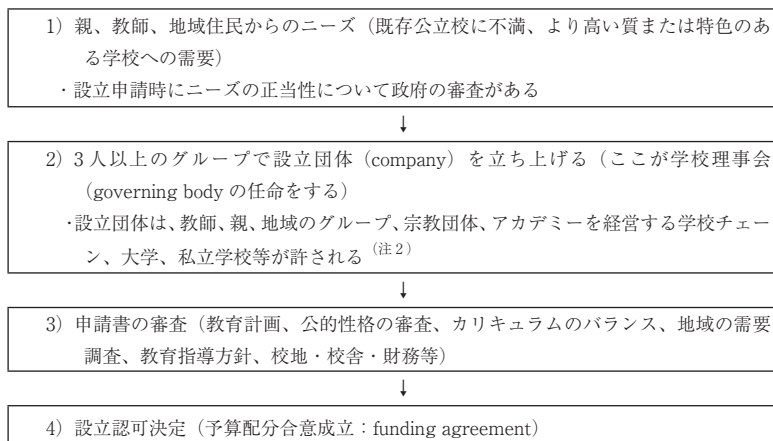 1）親、教師、地域住民からのニーズ（既存公立校に不満、より高い質または特色のあ
る学校への需要）
・設立申請時にニーズの正当性について政府の審査がある
↓
2）3人以上のグループで設立団体（company）を立ち上げる（ここが学校理事会
（governing body の任命をする）
・設立団体は、教師、親、地域のグループ、宗教団体、アカデミーを経営する学校チェー
ン、大学、私立学校等が許される（注２）
↓
3）申請書の審査（教育計画、公的性格の審査、カリキュラムのバランス、地域の需要
調査、教育指導方針、校地・校舎・財務等）
↓
4）設立認可決定（予算配分合意成立：funding agreement）